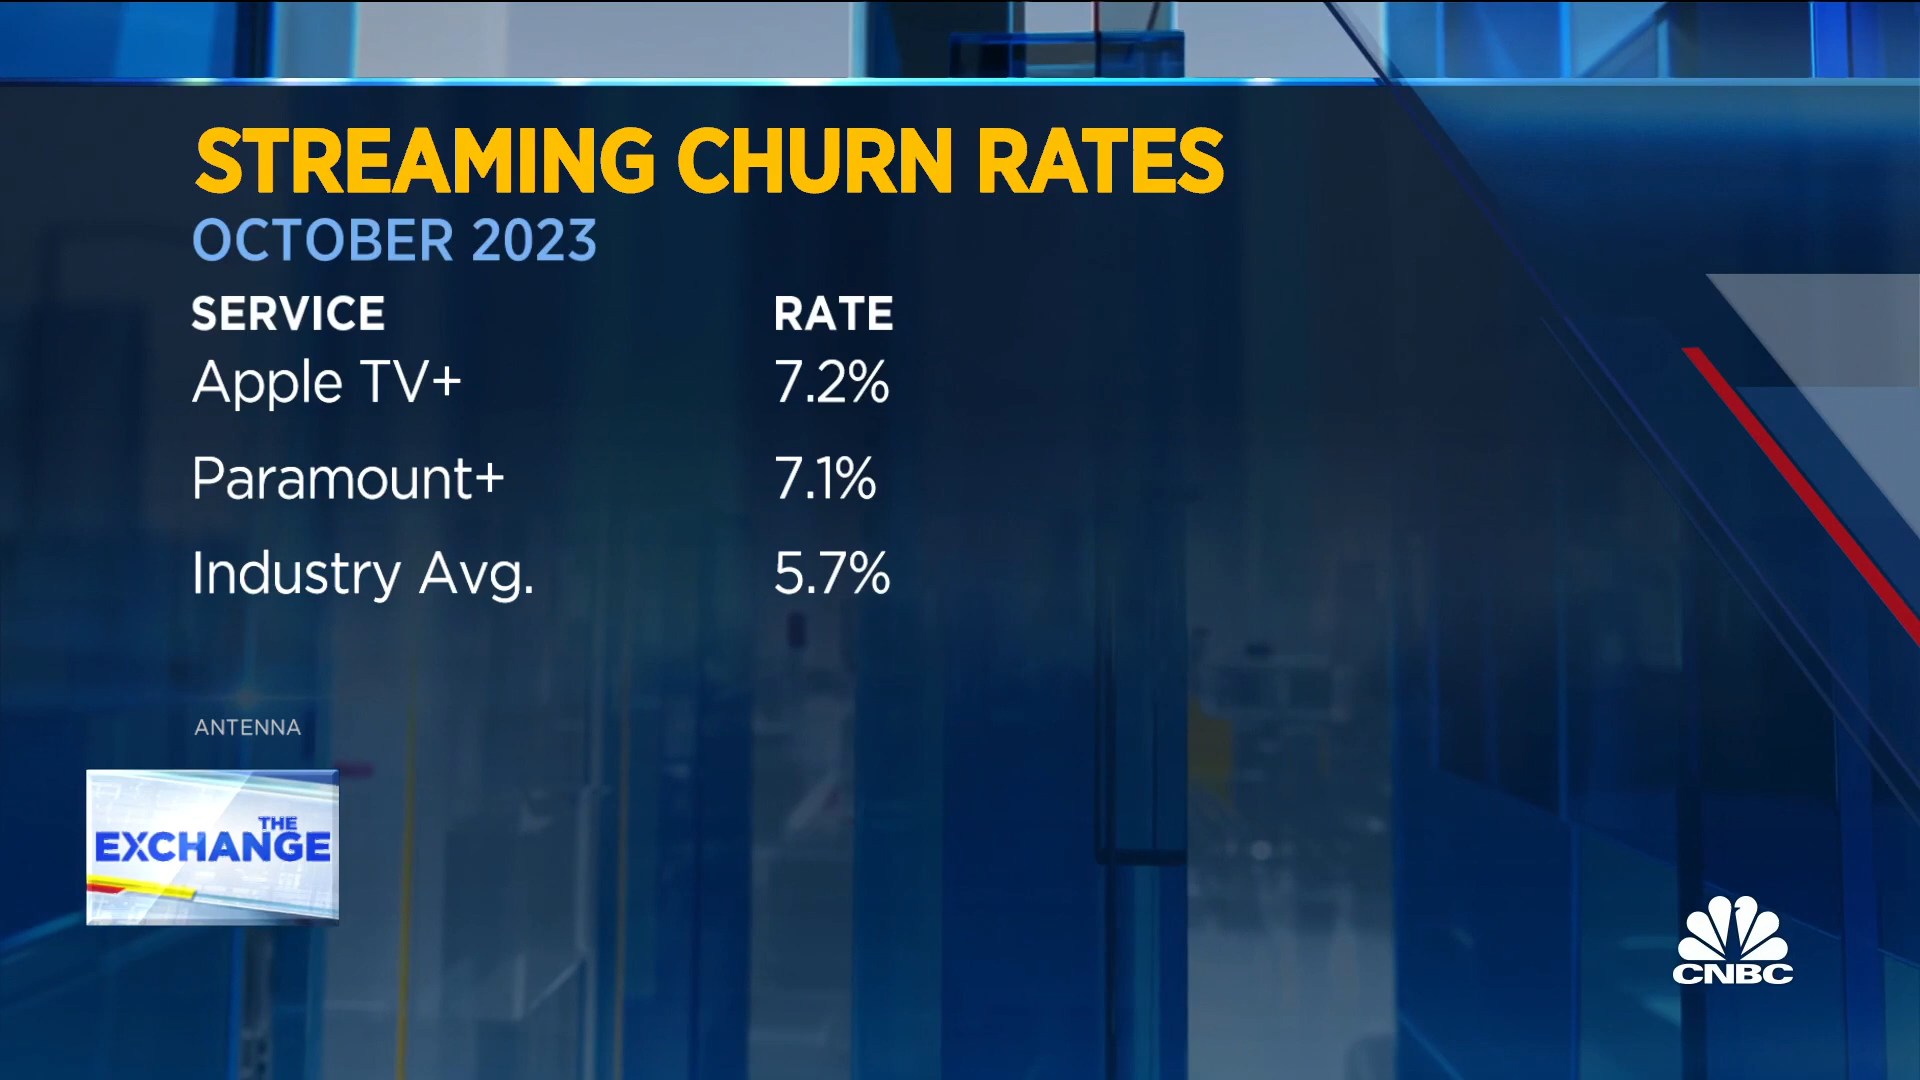 STREAMING CHURN RATES
OCTOBER 2023
SERVICE RATE
Apple TV+ 7.2%
Paramount+ 7.1%
Industry Avg. 5.7%
ANTENNA
THE
EXCHANGE
CNBC